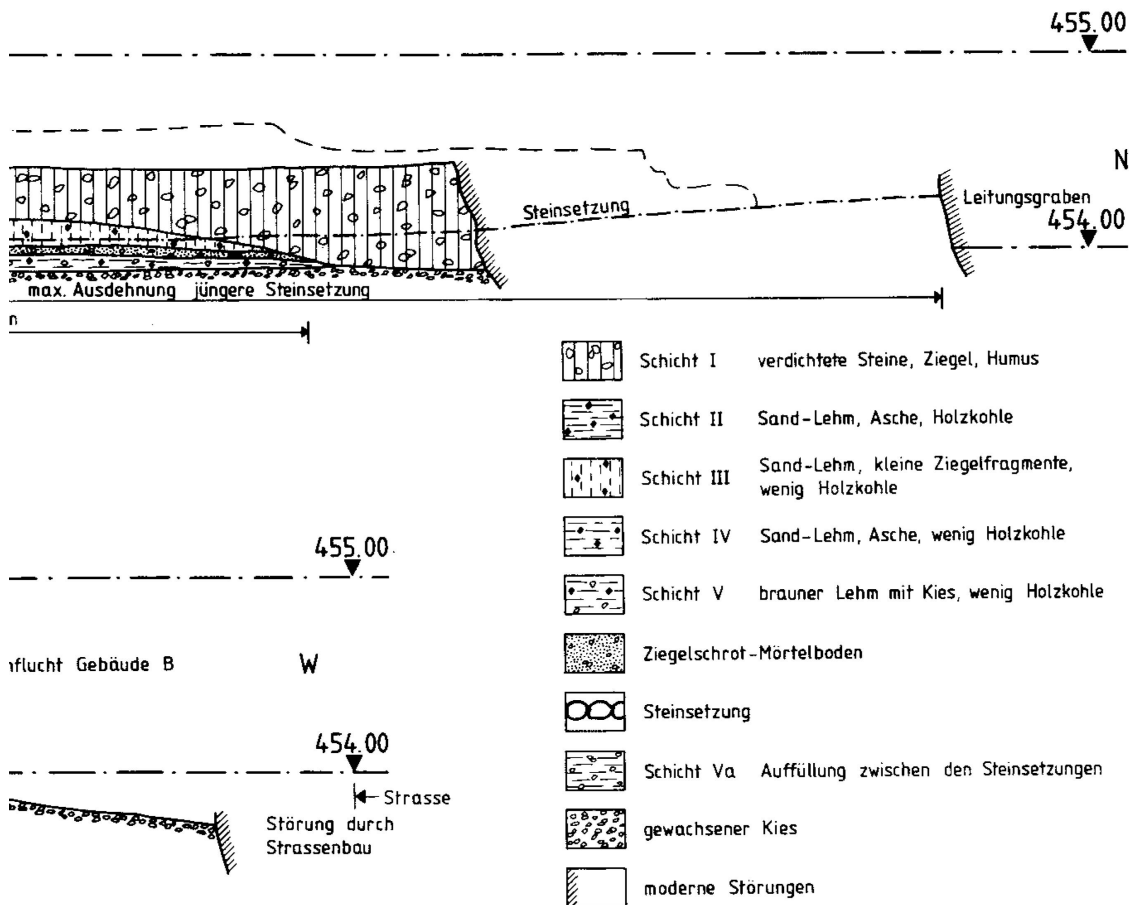 455.00
N
Steinsetzung
Leitungsgraben
454.00
max. Ausdehnung jüngere Steinsetzung
n
Schicht I verdichtete Steine, Ziegel, Humus
Schicht II Sand-Lehm, Asche, Holzkohle
Schicht III Sand-Lehm, kleine Ziegelfragmente,
wenig Holzkohle
Schicht IV Sand-Lehm, Asche, wenig Holzkohle
Schicht V brauner Lehm mit Kies, wenig Holzkohle
Ziegelschrot-Mörtelboden
Steinsetzung
Schicht Va Auffüllung zwischen den Steinsetzungen
gewachsener Kies
moderne Störungen
455.00
nflucht Gebäude B
W
454.00
Strasse
Störung durch
Strassenbau